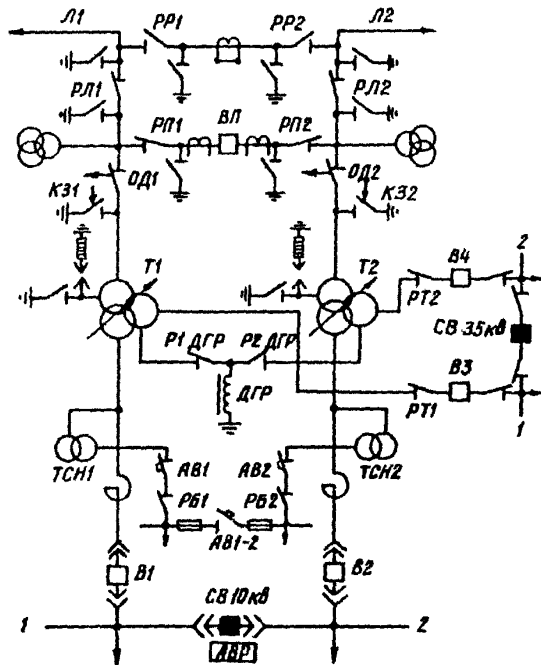 Л1
РР1
РР2
Л2
РЛ1
РП1
ВП
РП2
РЛ2
ОД1
ОД2
КЗ1
КЗ2
Т1
Т2
2
В4
РТ2
СВ 35кв
Р1 ДГР
Р2 ДГР
В3
ДГР
РТ1
1
ТСН1
АВ1
АВ2
ТСН2
РБ1
РБ2
АВ1-2
В1
В2
СВ 10кв
1
2
АВР